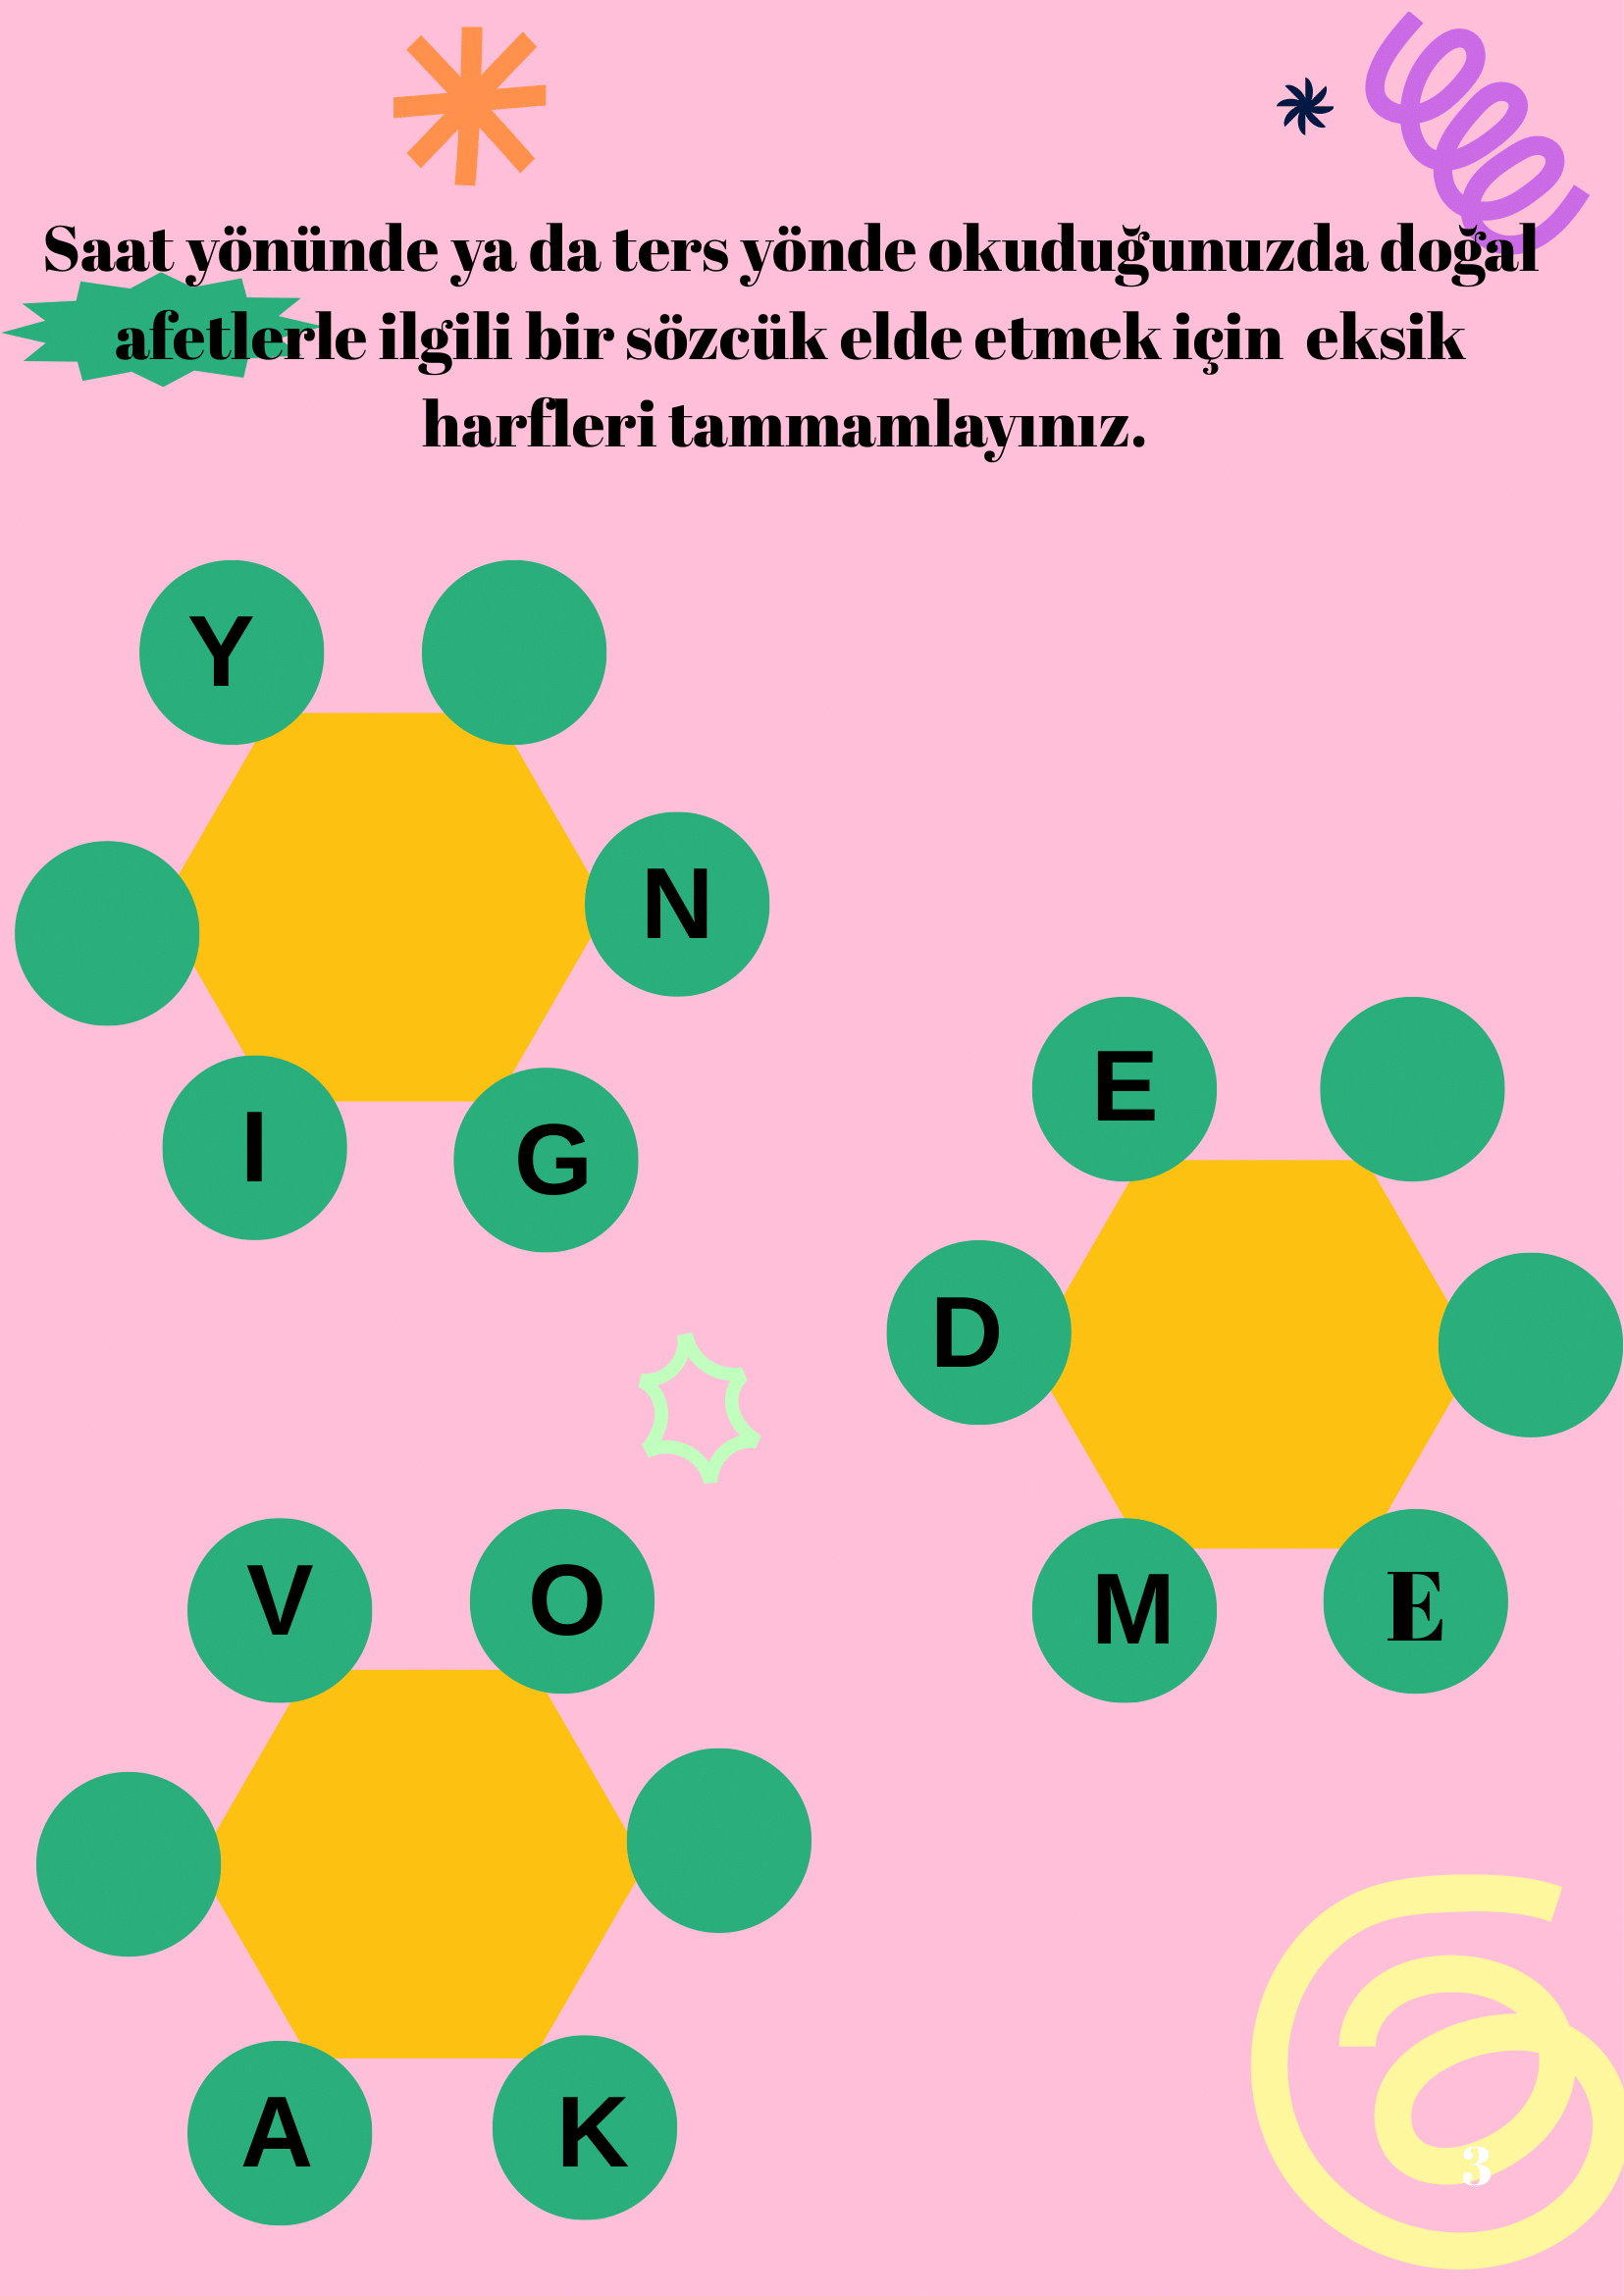 Saat yönünde ya da ters yönde okuduğunuzda doğal
afetlerle ilgili bir sözcük elde etmek için eksik
harfleri tammamlayınız.
Y
N
I
G
E
D
M
E
V
O
A
K
3